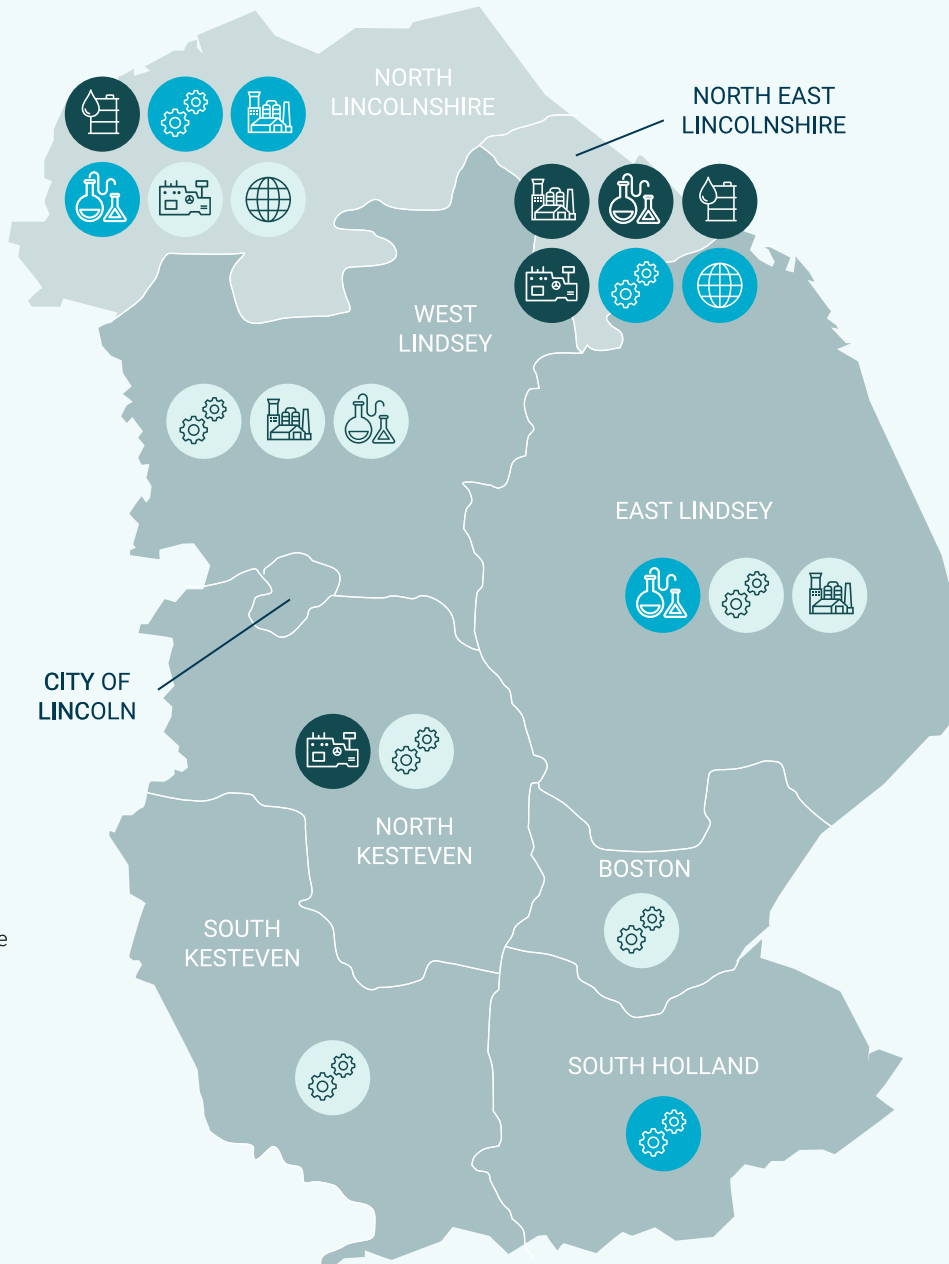 NORTH
LINCOLNSHIRE
NORTH EAST
LINCOLNSHIRE
WEST
LINDSEY
EAST LINDSEY
CITY OF
LINCOLN
NORTH
KESTEVEN
BOSTON
SOUTH
KESTEVEN
e
SOUTH HOLLAND